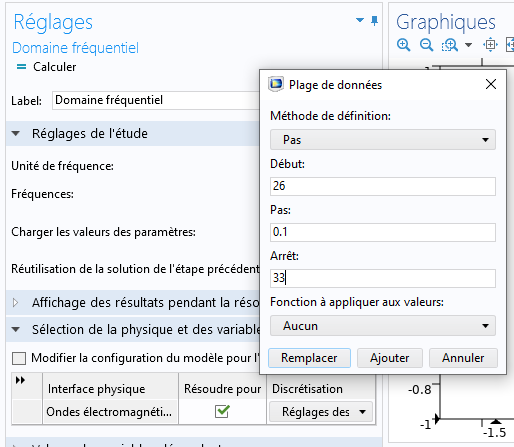 Réglages
Domaine fréquentiel
= Calculer
Label: Domaine fréquentiel
Réglages de l'étude
Unité de fréquence:
Fréquences:
Charger les valeurs des paramètres:
Réutilisation de la solution de l'étape précédent
Affichage des résultats pendant la réso
Sélection de la physique et des variable
Modifier la configuration du modèle pour l'
Interface physique Résoudre pour Discrétisation
Ondes électromagnéti... Réglages des
Graphiques
Plage de données
Méthode de définition:
Pas
Début:
26
Pas:
0.1
Arrêt:
33
Fonction à appliquer aux valeurs:
Aucun
Remplacer Ajouter Annuler
-0.8
-1
-1.5